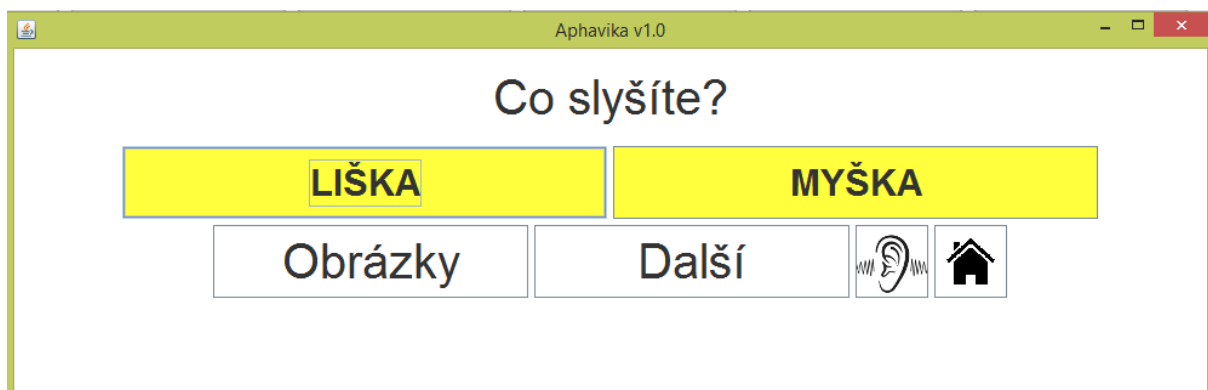 Aphavika v1.0
Co slyšíte?
LIŠKA MYŠKA
Obrázky Další